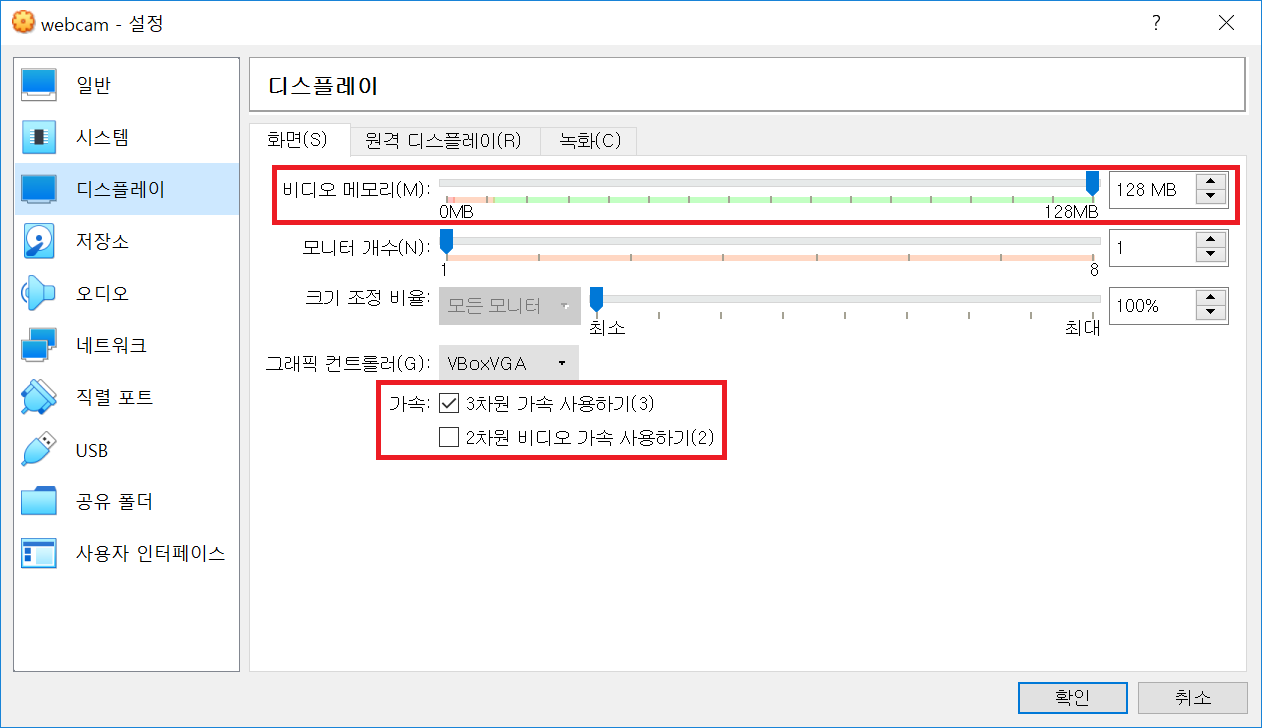 webcam - 설정
?
일반
시스템
디스플레이
저장소
오디오
네트워크
직렬 포트
USB
공유 폴더
사용자 인터페이스
디스플레이
화면(S) 원격 디스플레이(R) 녹화(C)
비디오 메모리(M): 128 MB
0MB 128MB
모니터 개수(N): 1
1 8
크기 조정 비율: 모든 모니터 100%
최소 최대
그래픽 컨트롤러(G): VBoxVGA
가속: 3차원 가속 사용하기(3)
2차원 비디오 가속 사용하기(2)
확인 취소